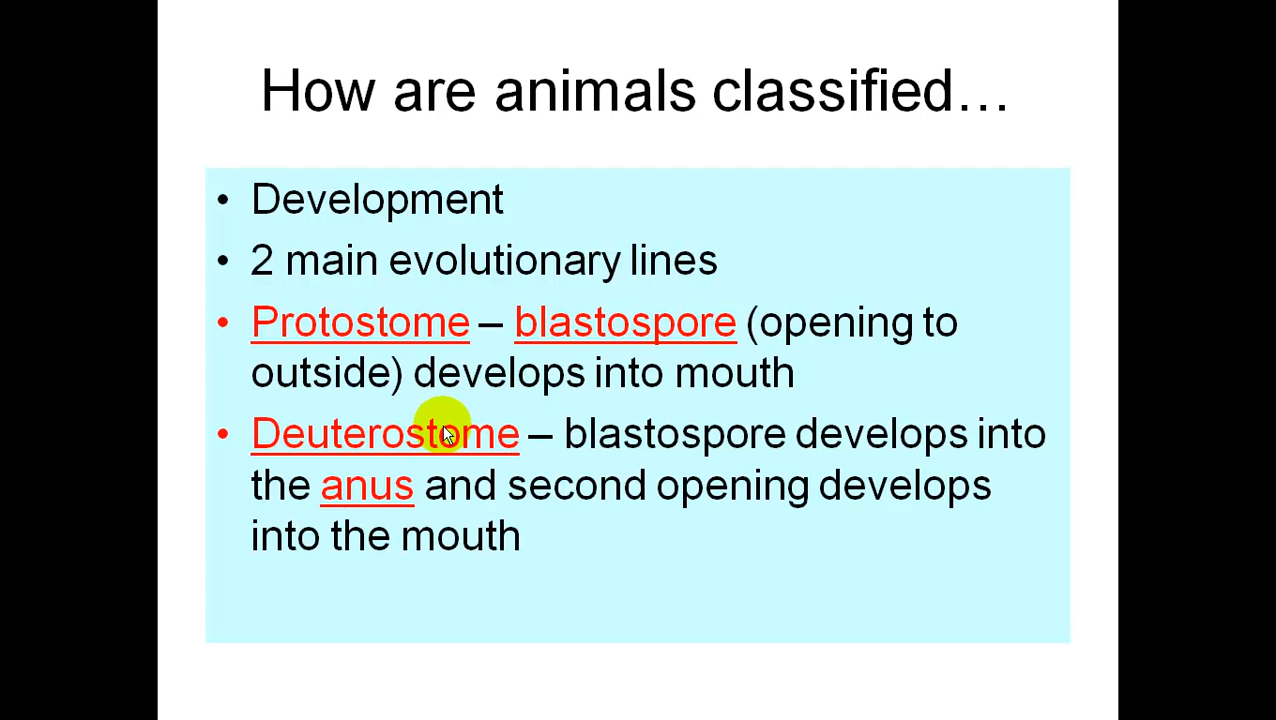 How are animals classified…
• Development
• 2 main evolutionary lines
• Protostome – blastospore (opening to
outside) develops into mouth
• Deuterostome – blastospore develops into
the anus and second opening develops
into the mouth